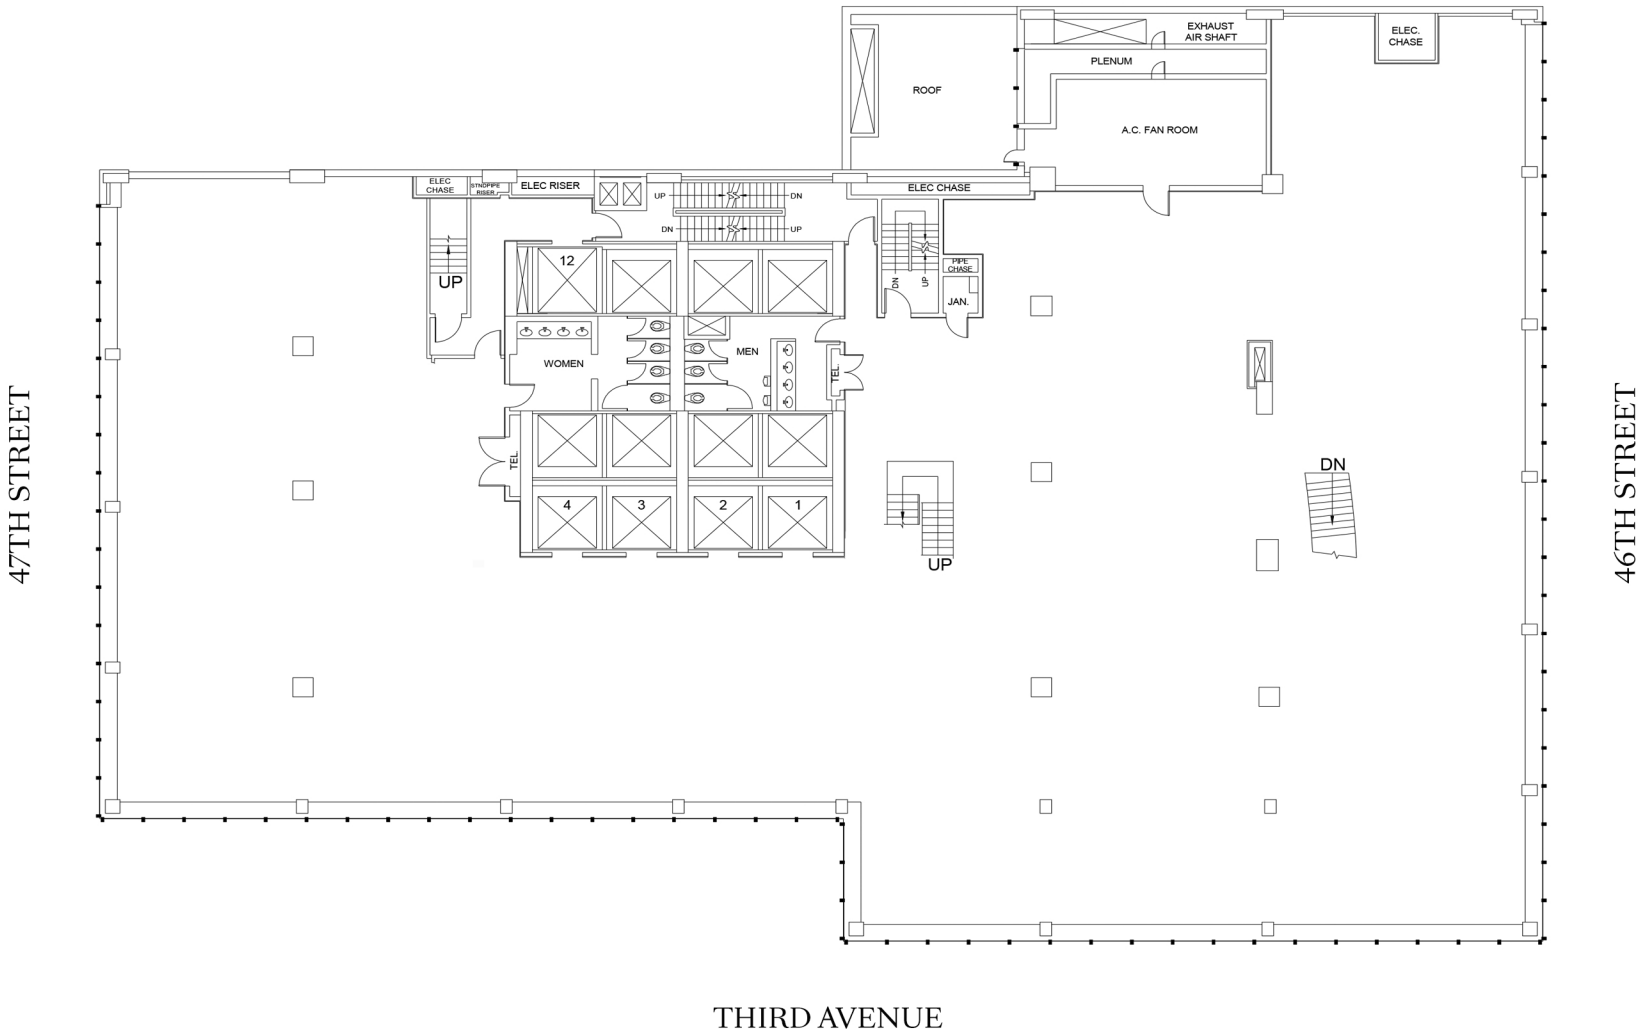 EXHAUST
AIR SHAFT
ELEC.
CHASE
PLENUM
ROOF
A.C. FAN ROOM
ELEC
CHASE
STNDPIPE
RISER
ELEC RISER
ELEC CHASE
UP
DN
DN
UP
UP
12
PIPE
CHASE
DN
UP
JAN.
WOMEN
MEN
TEL.
TEL.
47TH STREET
46TH STREET
DN
4
3
2
1
UP
THIRD AVENUE